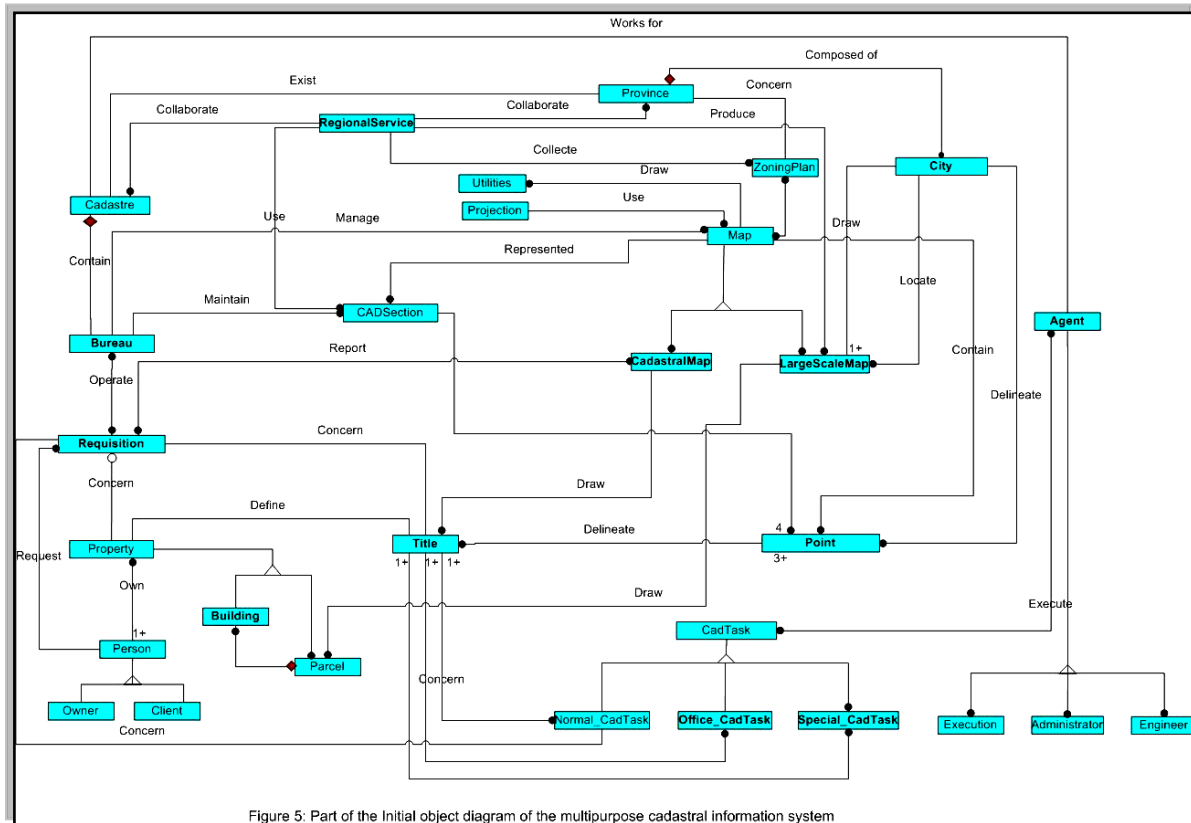 Works for
Composed of
Exist
Concern
Province
Collaborate
Collaborate
RegionalService
Produce
Collecte
ZoningPlan
City
Draw
Utilities
Cadastre
Projection
Use
Use
Manage
Draw
Map
Represented
Contain
Locate
Maintain
CADSection
Agent
Bureau
Report
1+
Contain
CadastralMap
LargeScaleMap
Operate
Delineate
Requisition
Concern
Concern
Draw
Define
Delineate
4
Property
Title
Point
Request
1+
1+
1+
3+
Own
Building
Draw
Execute
1+
CadTask
Person
Parcel
Concern
Owner
Client
Normal_CadTask
Office_CadTask
Special_CadTask
Execution
Administrator
Engineer
Concern
Figure 5: Part of the Initial object diagram of the multipurpose cadastral information system